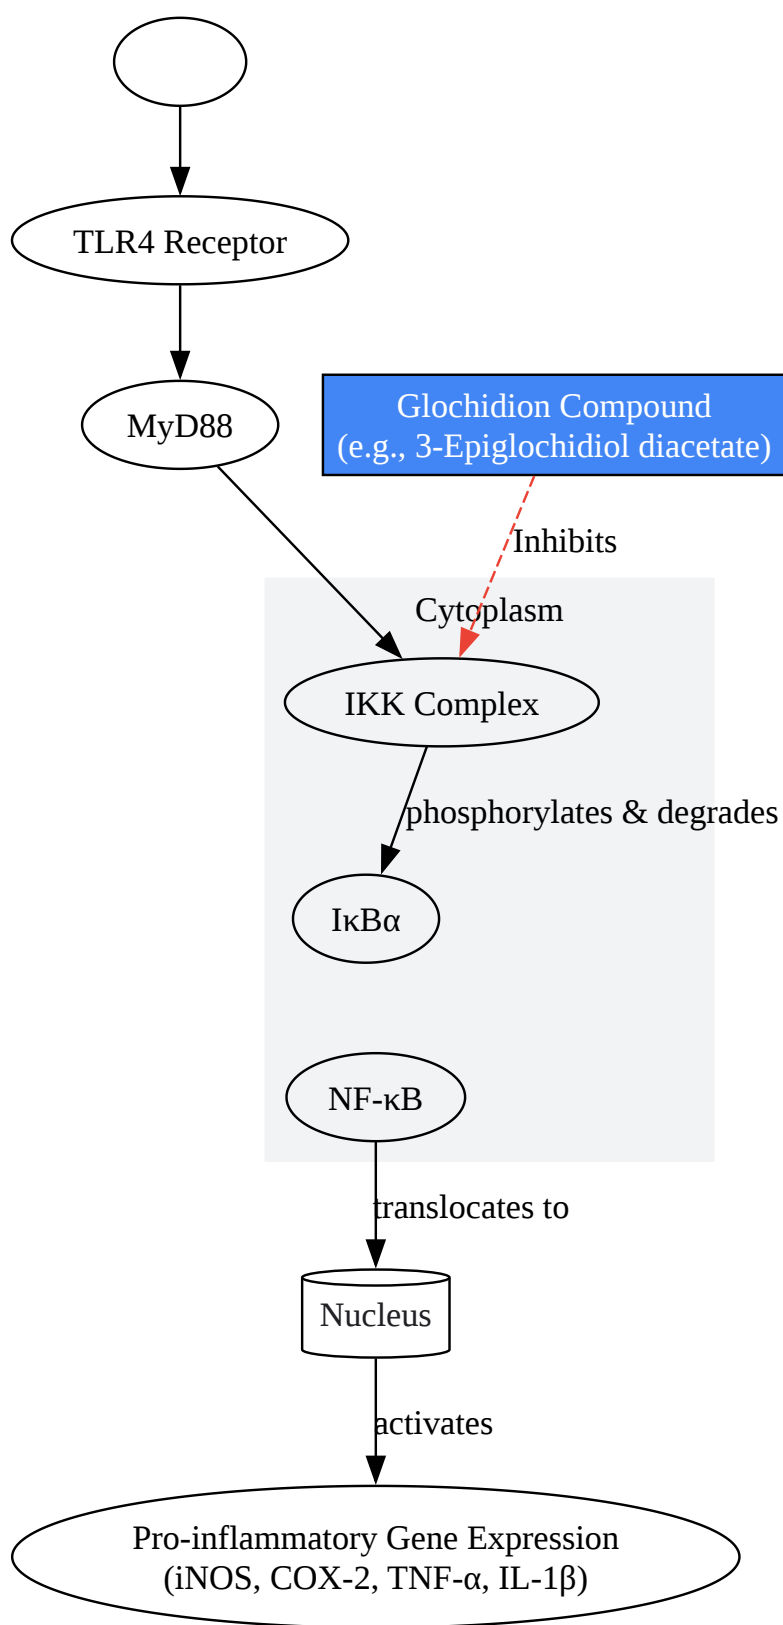 TLR4 Receptor
MyD88
Glochidion Compound
(e.g., 3-Epiglochidiol diacetate)
Inhibits
Cytoplasm
IKK Complex
phosphorylates & degrades
IκBα
NF-κB
translocates to
Nucleus
activates
Pro-inflammatory Gene Expression
(iNOS, COX-2, TNF-α, IL-1β)